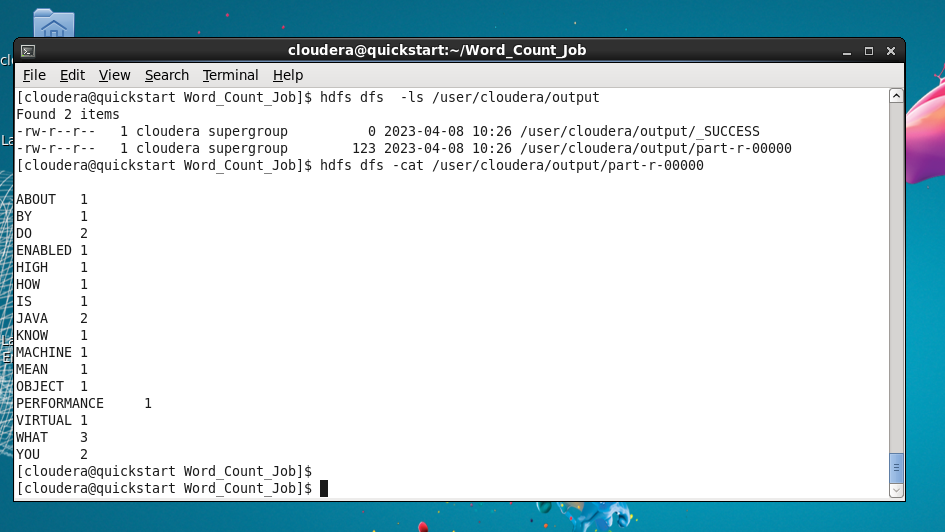 cloudera@quickstart:~/Word_Count_Job
File Edit View Search Terminal Help
[cloudera@quickstart Word_Count_Job]$ hdfs dfs  -ls /user/cloudera/output
Found 2 items
-rw-r--r--   1 cloudera supergroup          0 2023-04-08 10:26 /user/cloudera/output/_SUCCESS
-rw-r--r--   1 cloudera supergroup        123 2023-04-08 10:26 /user/cloudera/output/part-r-00000
[cloudera@quickstart Word_Count_Job]$ hdfs dfs -cat /user/cloudera/output/part-r-00000
ABOUT   1
BY      1
DO      2
ENABLED 1
HIGH    1
HOW     1
IS      1
JAVA    2
KNOW    1
MACHINE 1
MEAN    1
OBJECT  1
PERFORMANCE     1
VIRTUAL 1
WHAT    3
YOU     2
[cloudera@quickstart Word_Count_Job]$
[cloudera@quickstart Word_Count_Job]$